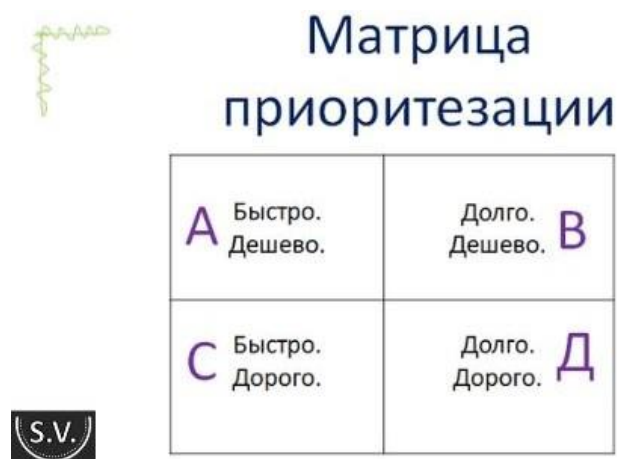 Матрица
приоритезации
А Быстро.
Дешево.
Долго.
Дешево. В
С Быстро.
Дорого.
Долго.
Дорого. Д
S.V.